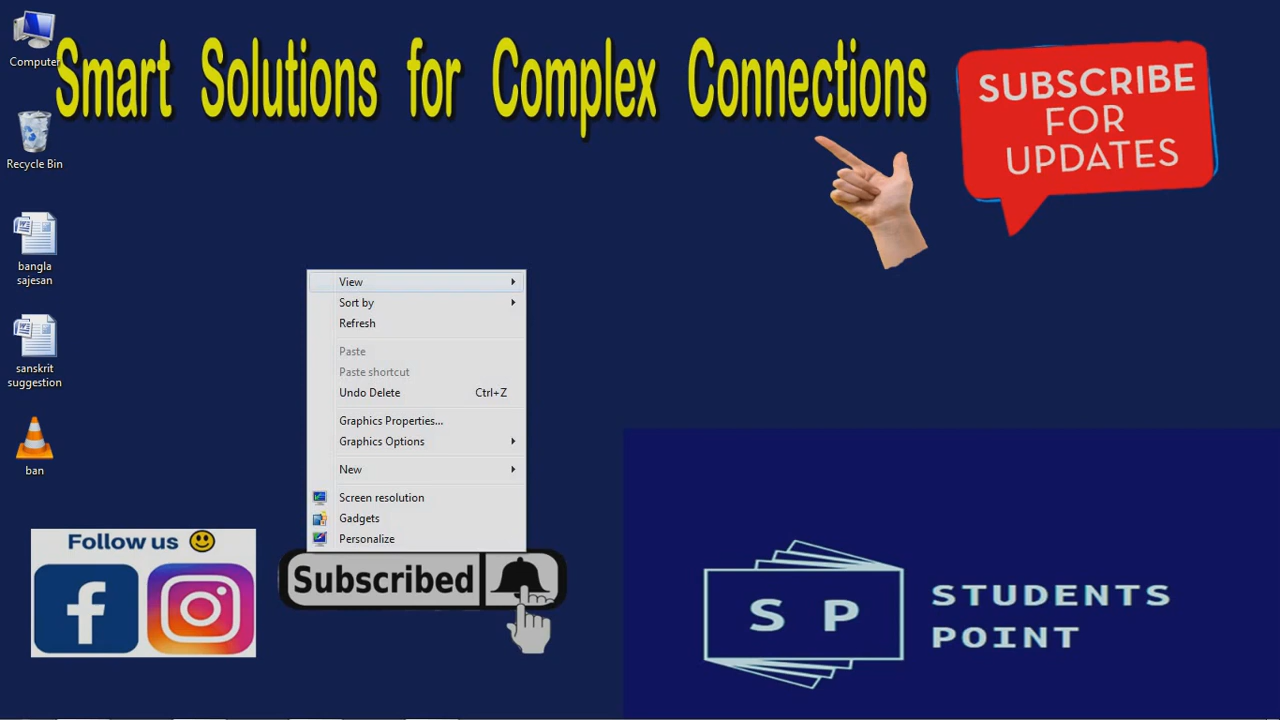 Computer
Smart Solutions for Complex Connections
SUBSCRIBE
FOR
UPDATES
Recycle Bin
bangla
sajesan
sanskrit
suggestion
ban
View
Sort by
Refresh
Paste
Paste shortcut
Undo Delete Ctrl+Z
Graphics Properties...
Graphics Options
New
Screen resolution
Gadgets
Personalize
Follow us
Subscribed
S P
STUDENTS
POINT